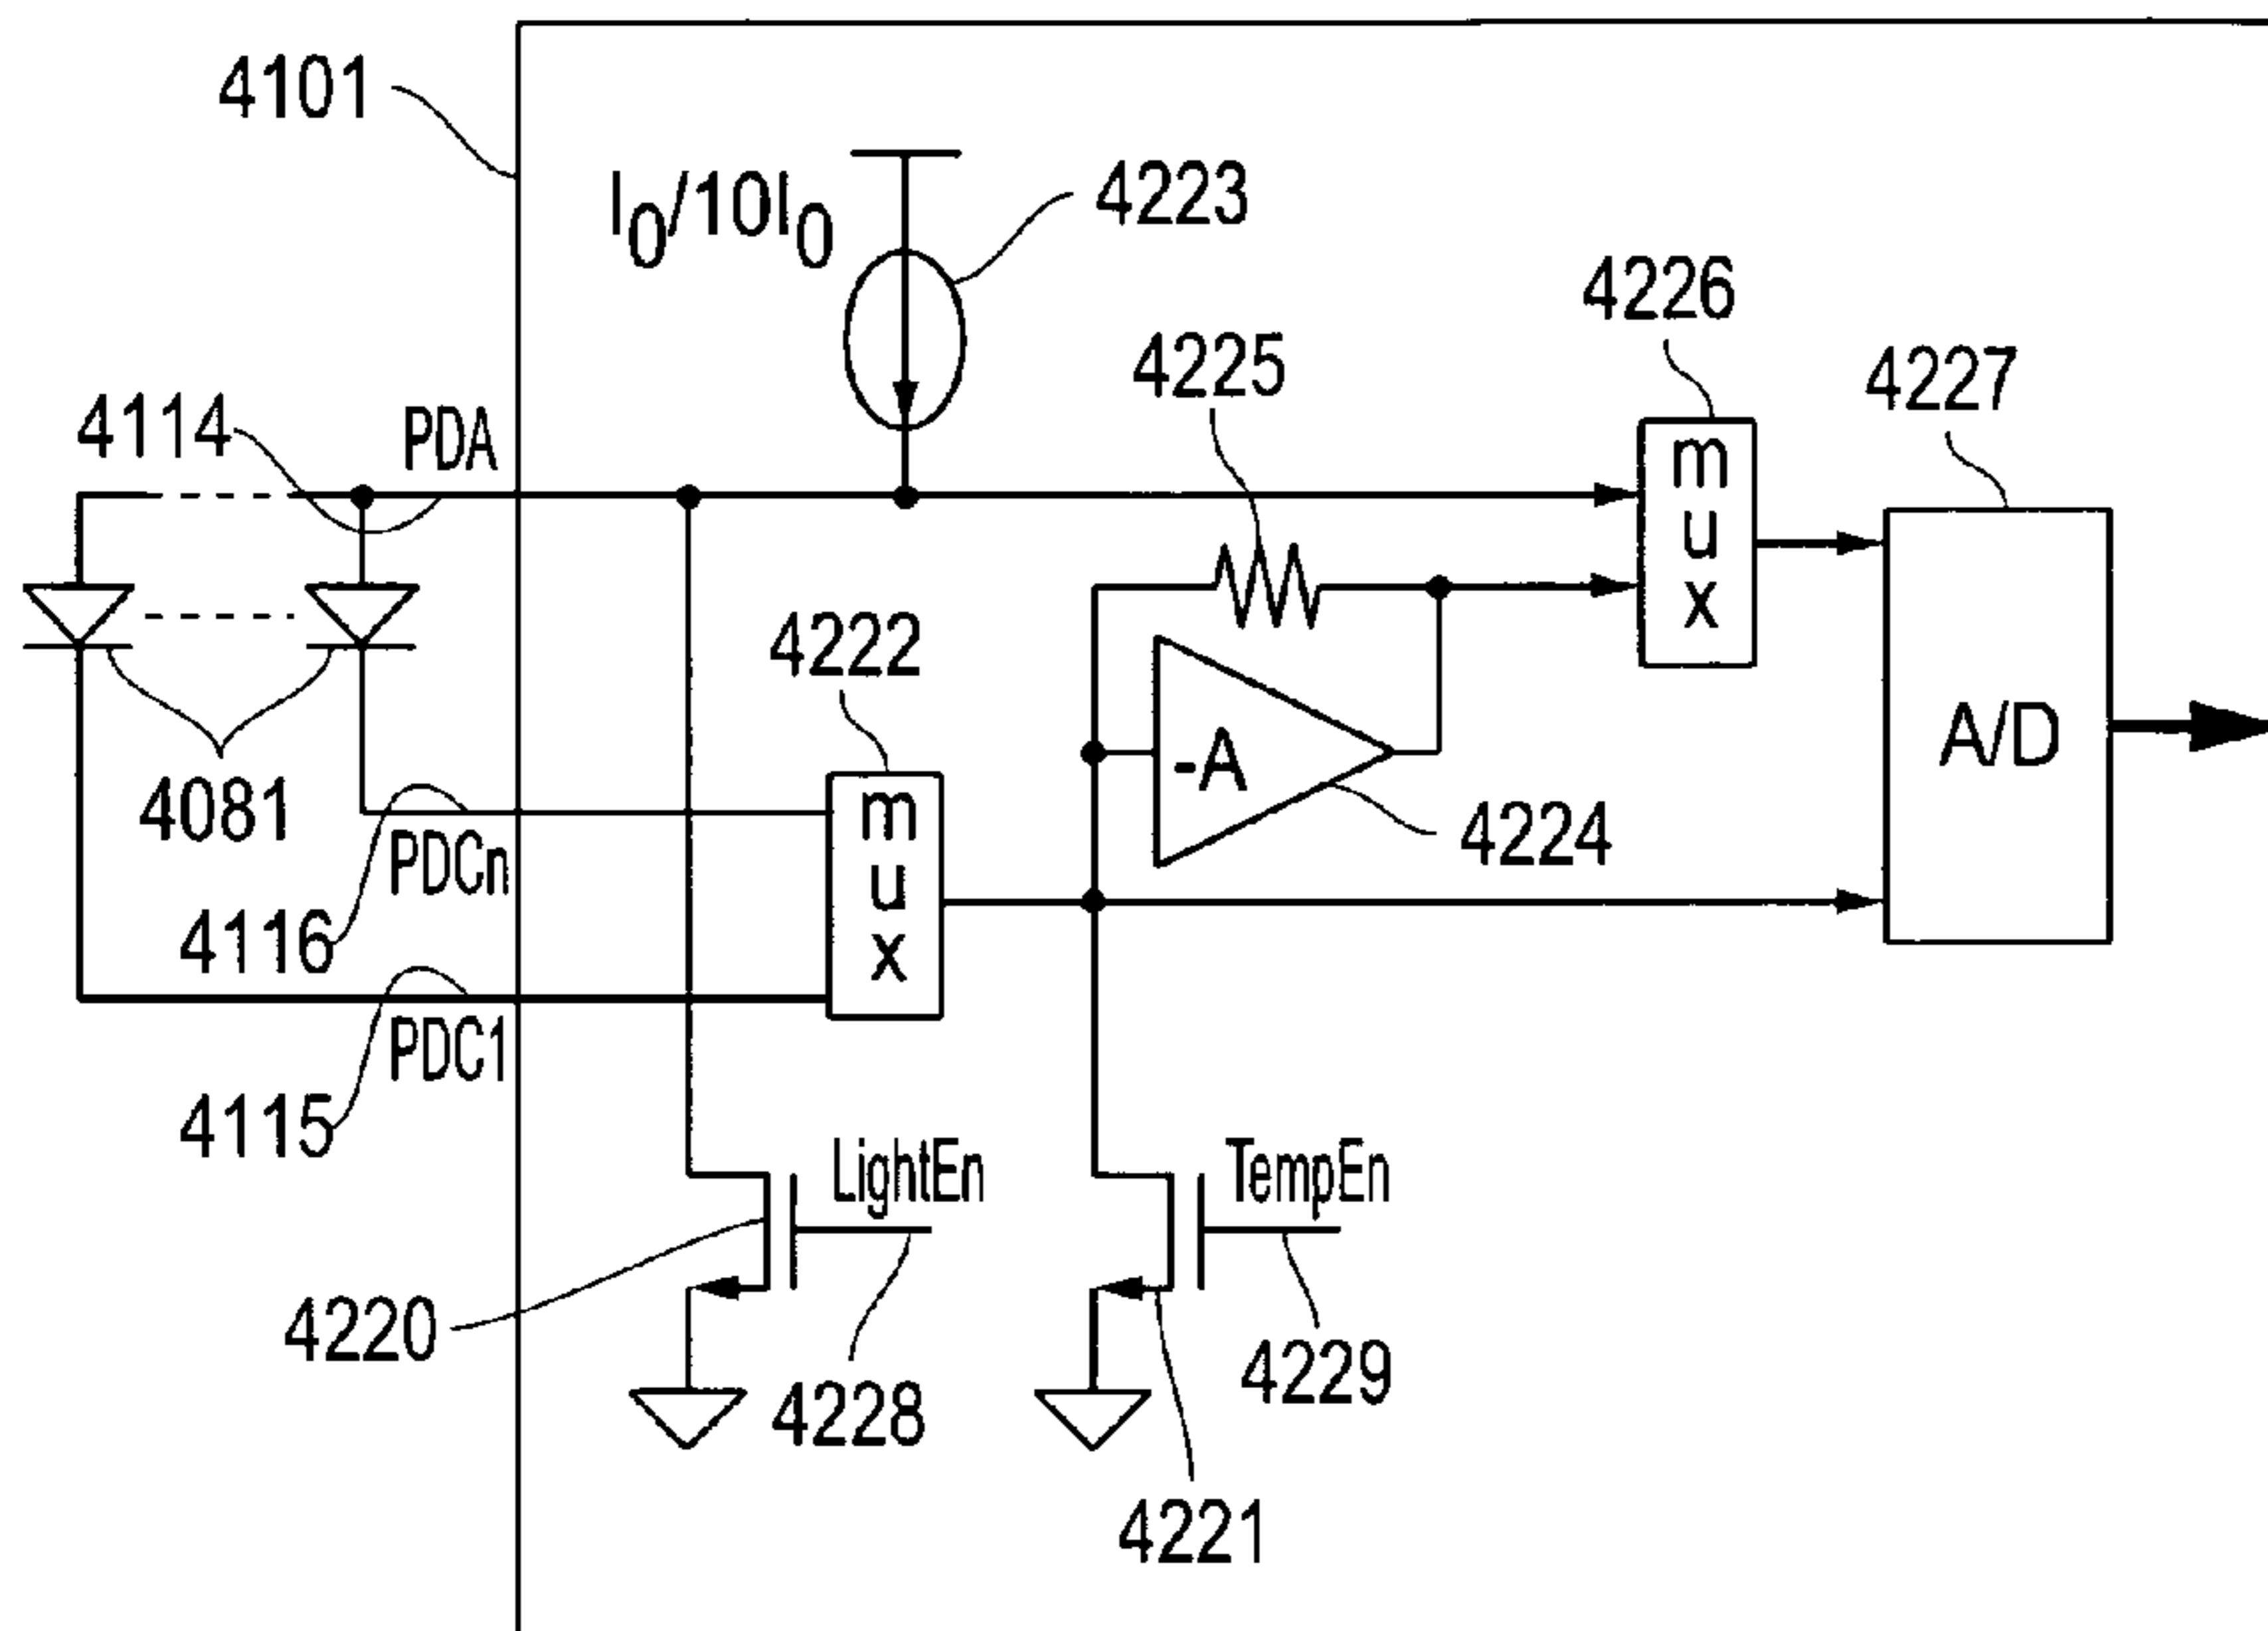 4101
I0/10I0
4223
4226
4225
4227
4114
PDA
m
u
x
4222
4081
-A
A/D
m
u
x
4224
PDCn
4116
PDC1
4115
LightEn
TempEn
4220
4228
4229
4221